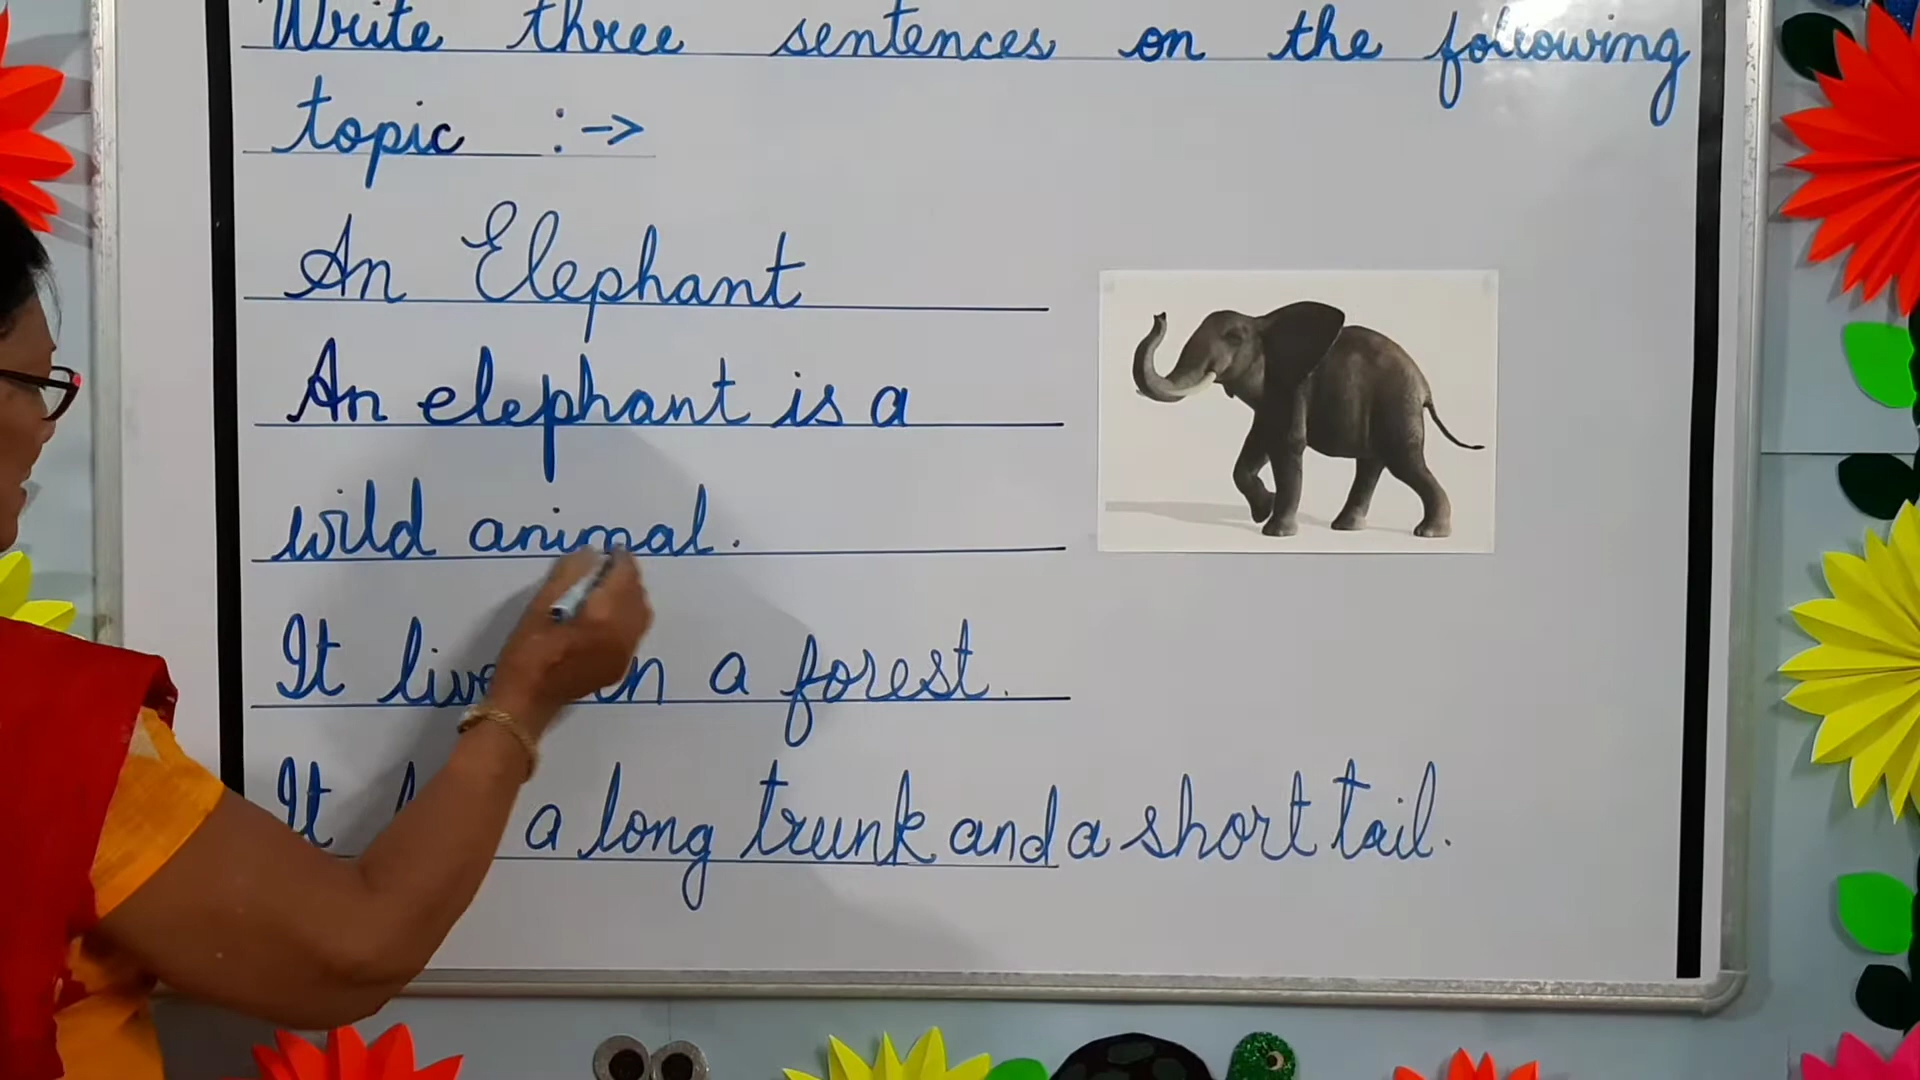 Write three sentences on the following
topic :->
An Elephant
An elephant is a
wild animal.
It in a forest.
It a long trunk and a short tail.